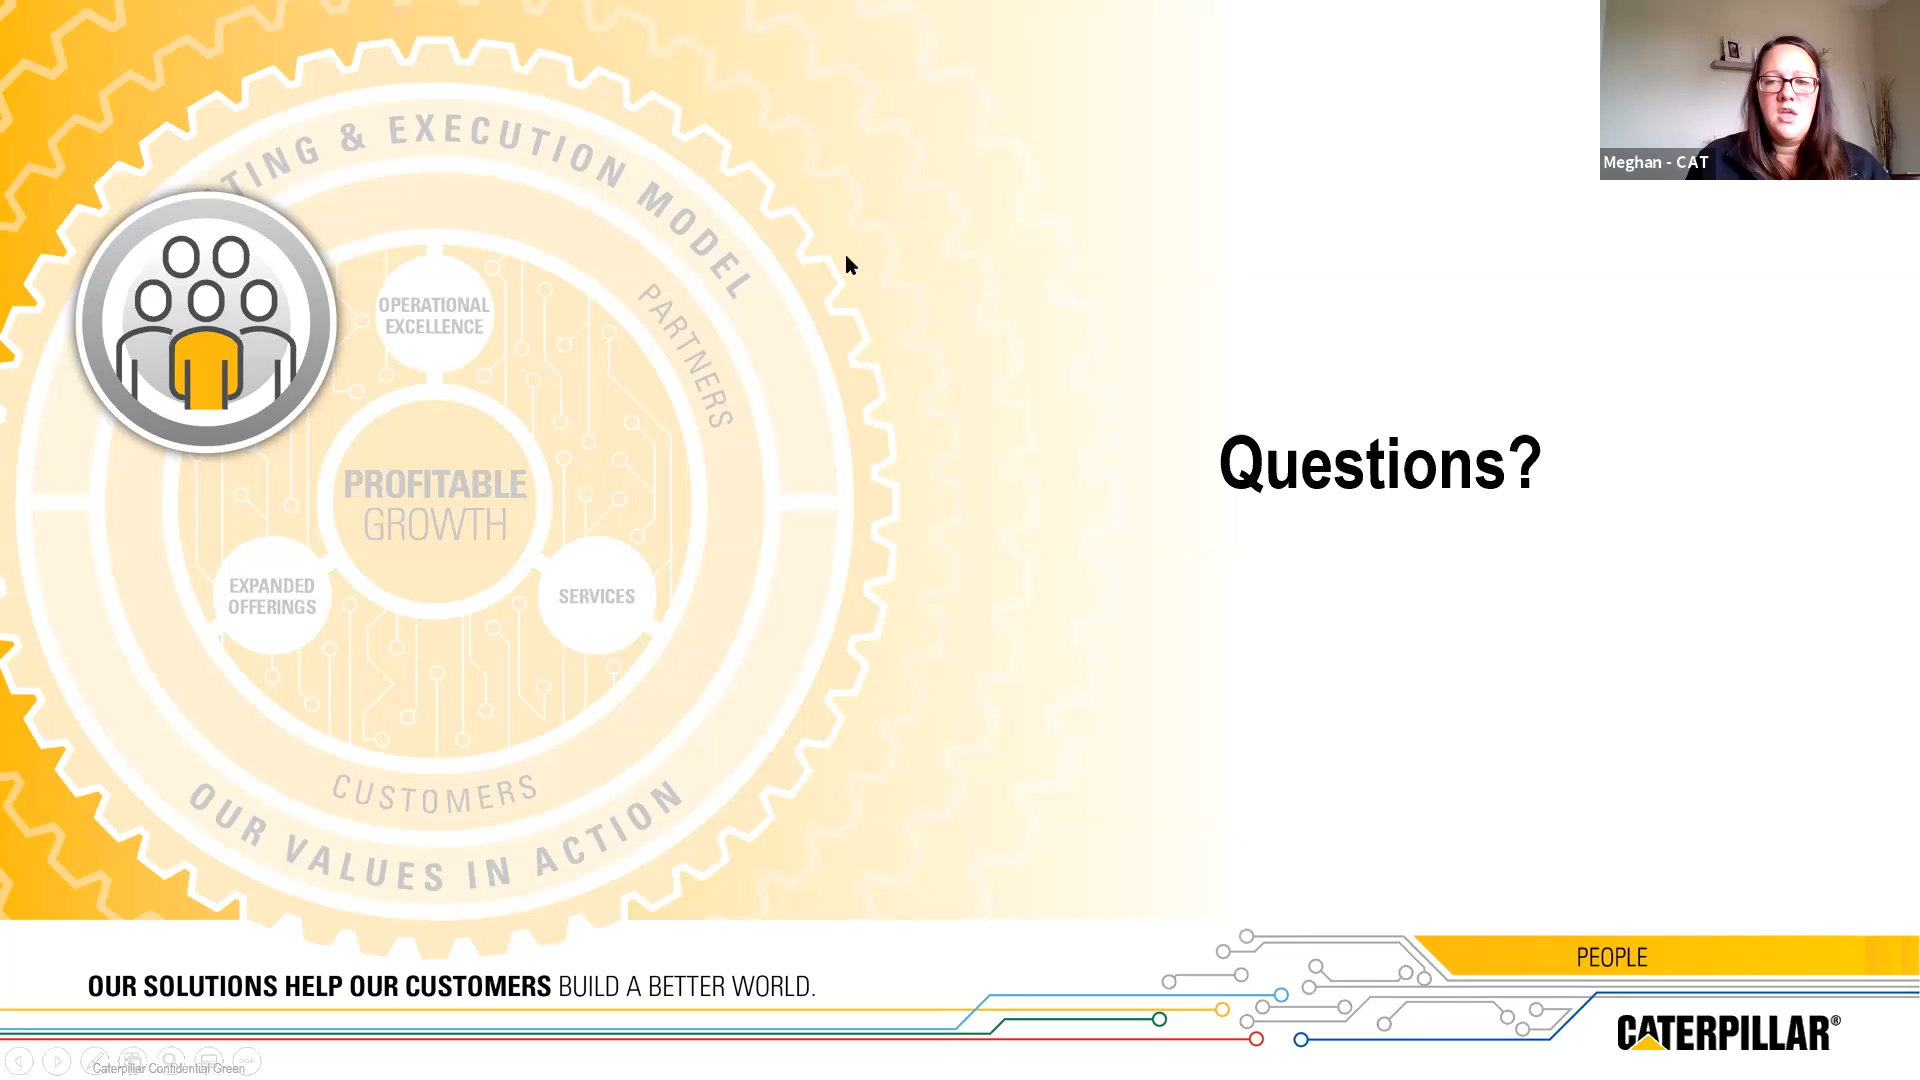 Meghan - CAT
TING & EXECUTION MODEL
PARTNERS
OPERATIONAL
EXCELLENCE
PROFITABLE
GROWTH
EXPANDED
OFFERINGS
SERVICES
CUSTOMERS
OUR VALUES IN ACTION
Questions?
PEOPLE
OUR SOLUTIONS HELP OUR CUSTOMERS BUILD A BETTER WORLD.
CATERPILLAR®
Caterpillar Confidential Green